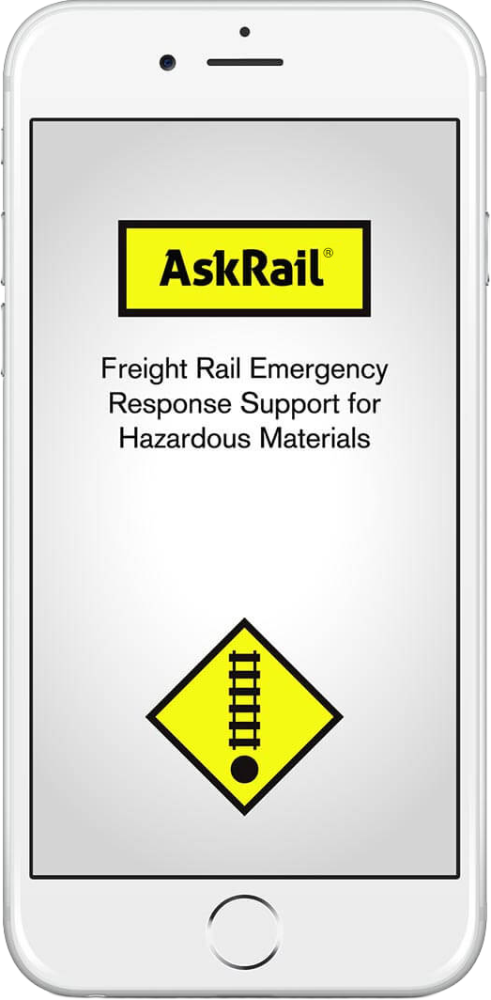 AskRail®
Freight Rail Emergency
Response Support for
Hazardous Materials